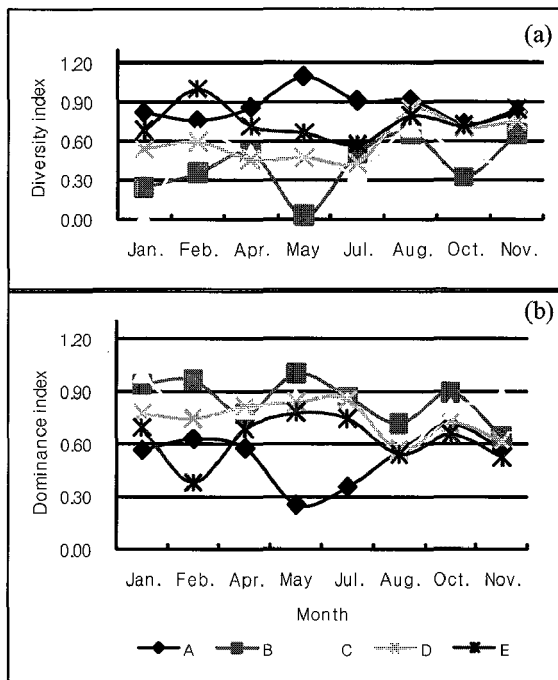 (a)
1.20
0.90
0.60
0.30
0.00
Diversity index
Jan. Feb. Apr. May Jul. Aug. Oct. Nov.
(b)
1.20
0.90
0.60
0.30
0.00
Dominance index
Jan. Feb. Apr. May Jul. Aug. Oct. Nov.
Month
A B C D E